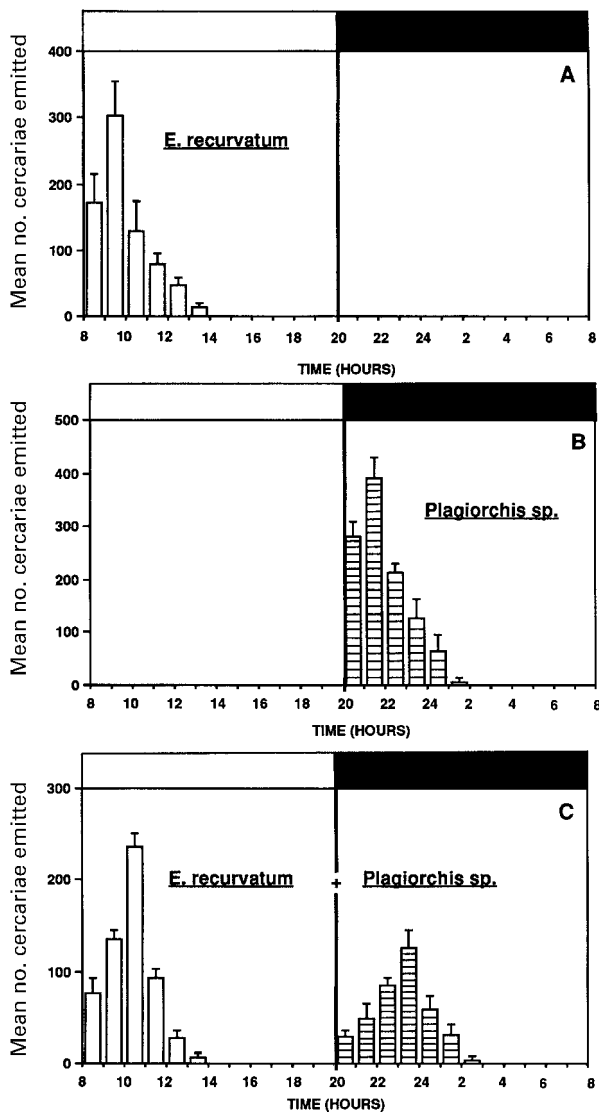 Mean no. cercariae emitted
400
300
200
100
0
A
E. recurvatum
8 10 12 14 16 18 20 22 24 2 4 6 8
TIME (HOURS)
Mean no. cercariae emitted
500
400
300
200
100
0
B
Plagiorchis sp.
8 10 12 14 16 18 20 22 24 2 4 6 8
TIME (HOURS)
Mean no. cercariae emitted
300
200
100
0
C
E. recurvatum + Plagiorchis sp.
8 10 12 14 16 18 20 22 24 2 4 6 8
TIME (HOURS)